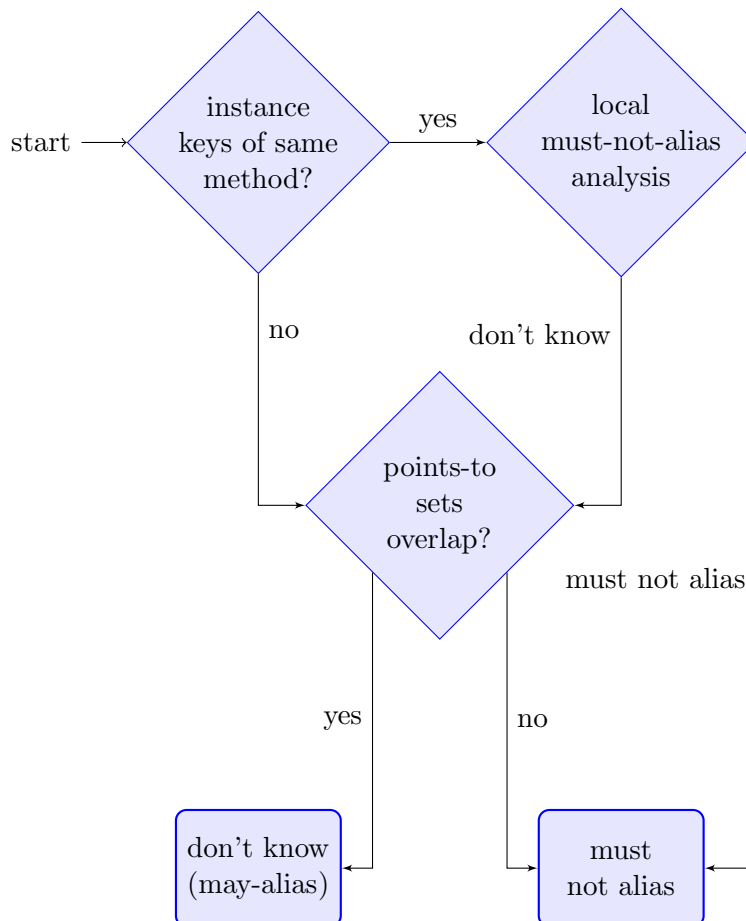 start
instance
keys of same
method?
yes
local
must-not-alias
analysis
no
don't know
points-to
sets
overlap?
must not alias
yes
no
don't know
(may-alias)
must
not alias